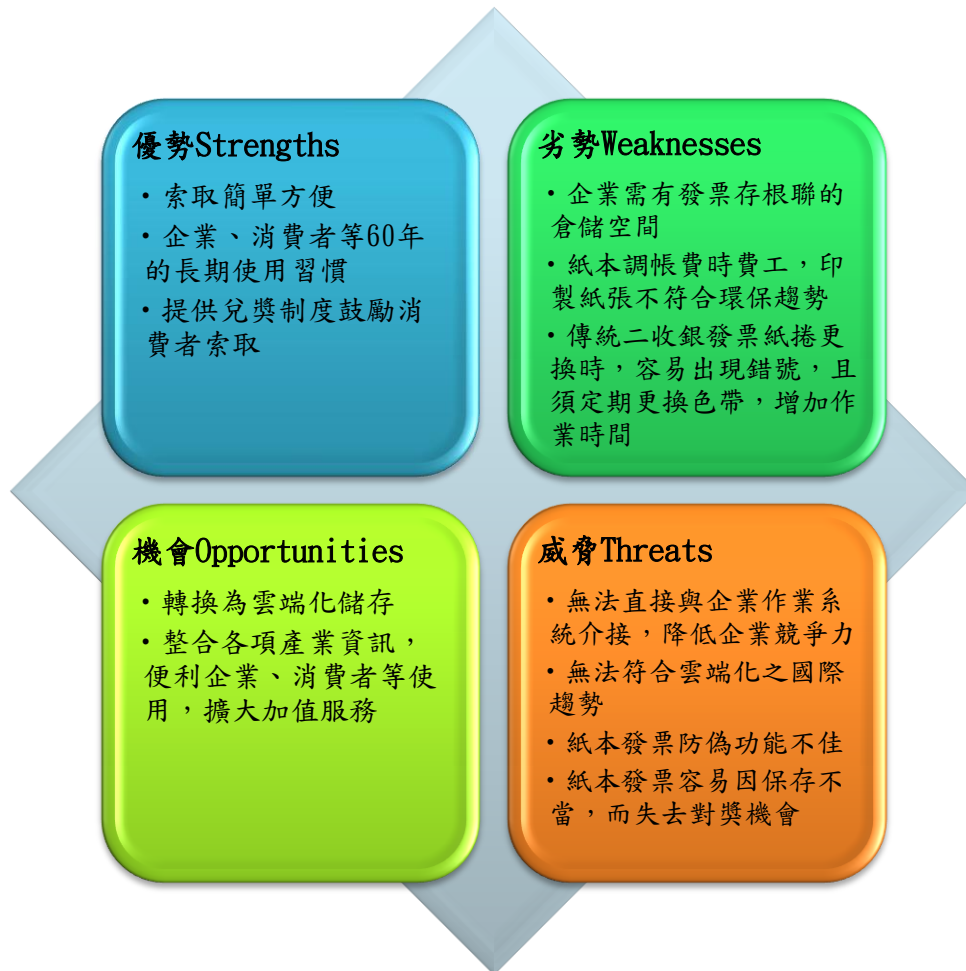 優勢Strengths
・索取簡單方便
・企業、消費者等60年
的長期使用習慣
・提供兌獎制度鼓勵消
費者索取
劣勢Weaknesses
・企業需有發票存根聯的
倉儲空間
・紙本調帳費時費工，印
製紙張不符合環保趨勢
・傳統二收銀發票紙捲更
換時，容易出現錯號，且
須定期更換色帶，增加作
業時間
機會Opportunities
・轉換為雲端化儲存
・整合各項產業資訊，
便利企業、消費者等使
用，擴大加值服務
威脅Threats
・無法直接與企業作業系
統介接，降低企業競爭力
・無法符合雲端化之國際
趨勢
・紙本發票防偽功能不佳
・紙本發票容易因保存不
當，而失去對獎機會